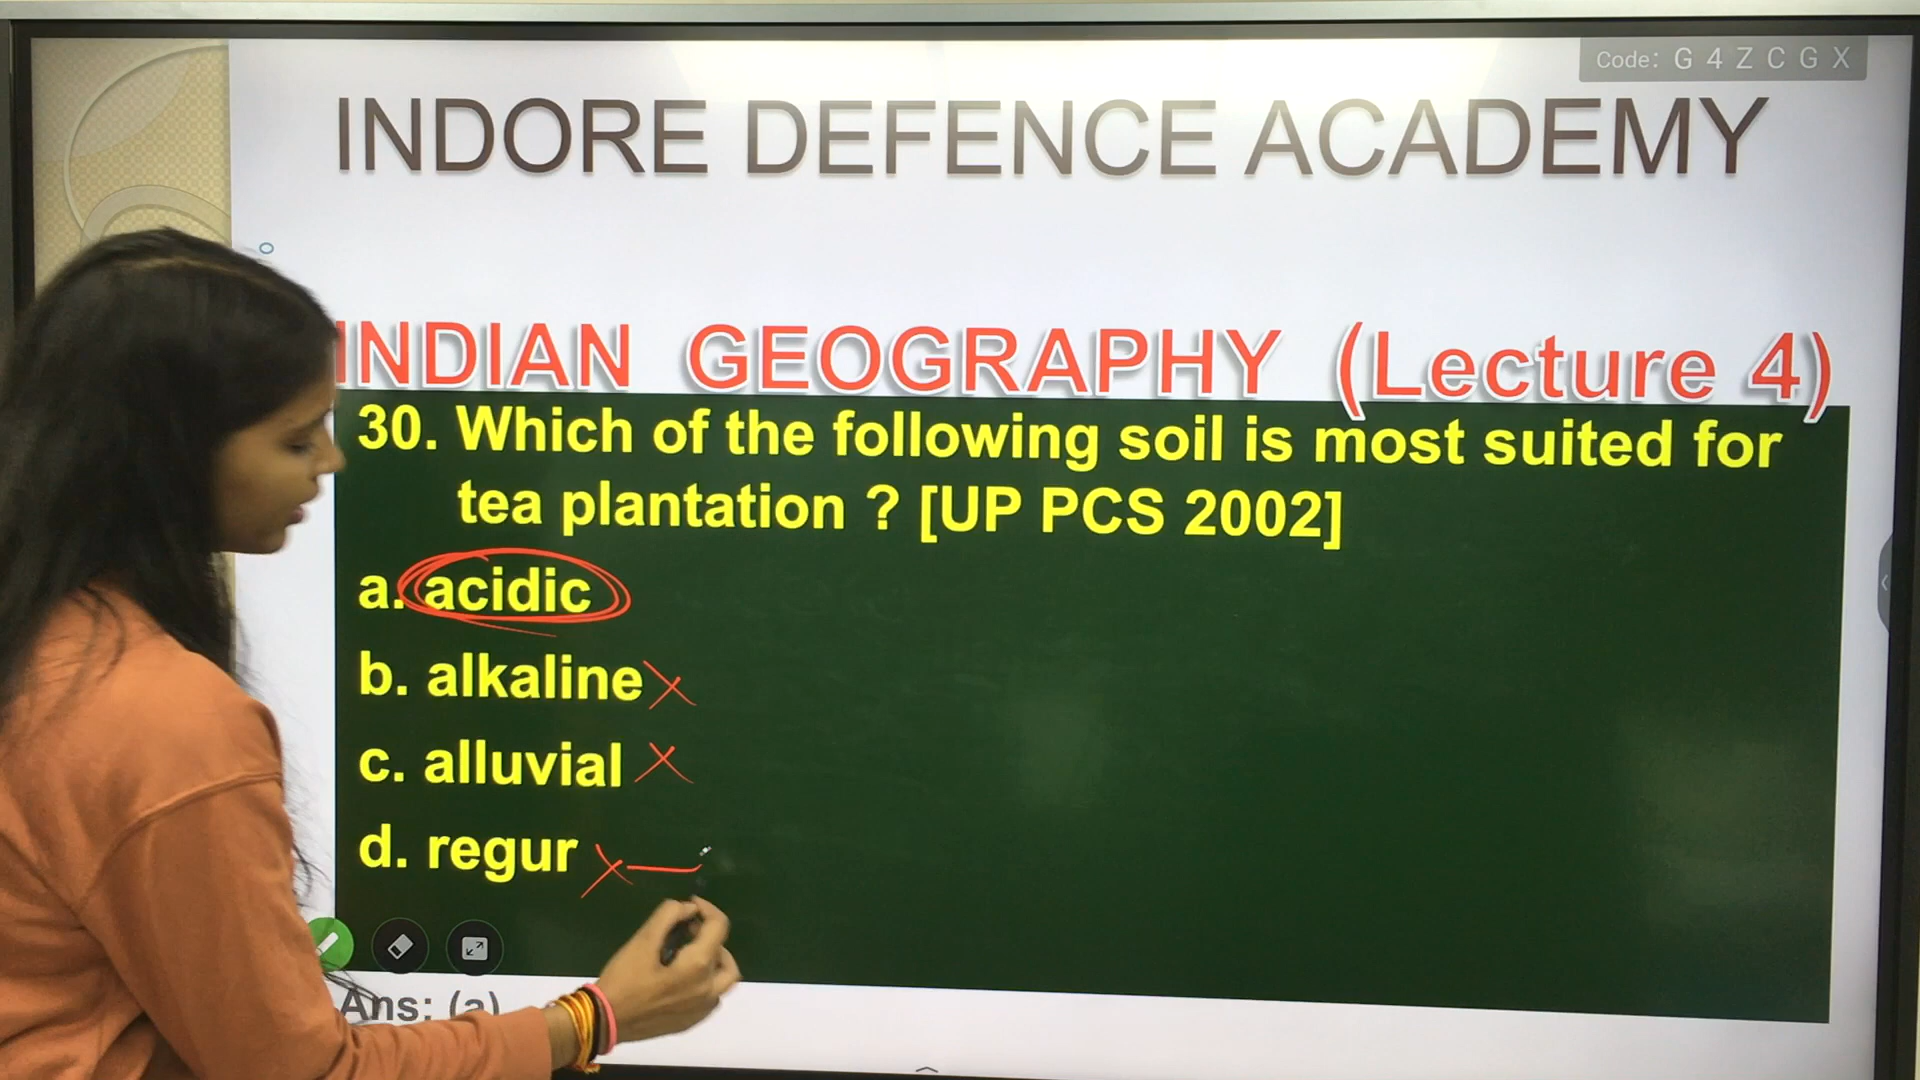 Code: G 4 Z C G X
INDORE DEFENCE ACADEMY
INDIAN GEOGRAPHY (Lecture 4)
30. Which of the following soil is most suited for
tea plantation ? [UP PCS 2002]
a. acidic
b. alkaline
c. alluvial
d. regur
Ans: (a)